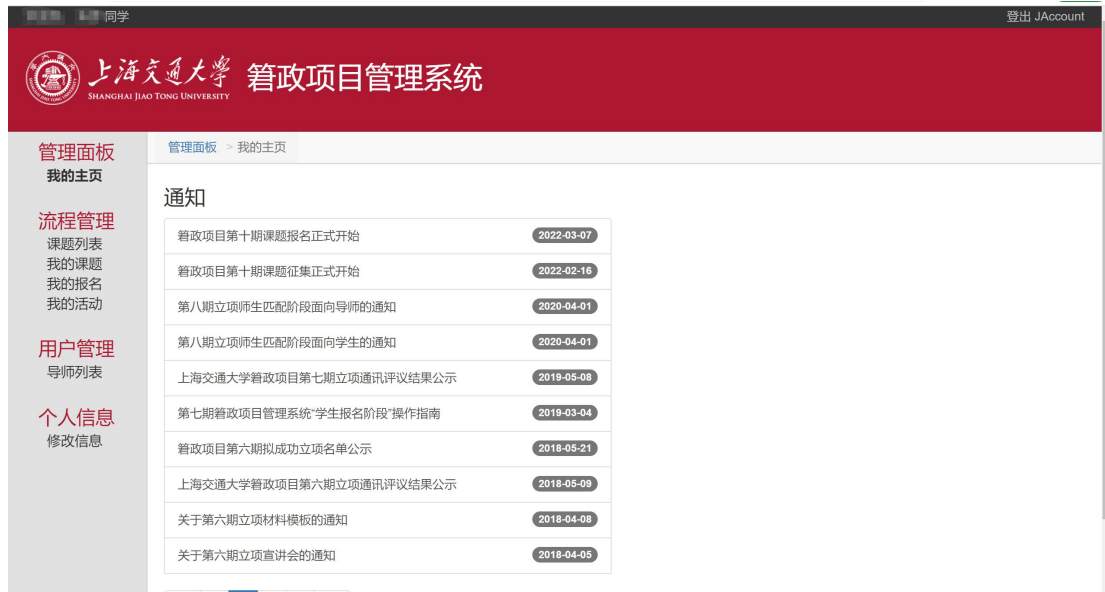 同学
登出 JAccount
上海交通大學
SHANGHAI JIAO TONG UNIVERSITY
箬政项目管理系统
管理面板
我的主页
流程管理
课题列表
我的课题
我的报名
我的活动
用户管理
导师列表
个人信息
修改信息
管理面板 > 我的主页
通知
箬政项目第十期课题报名正式开始 2022-03-07
箬政项目第十期课题征集正式开始 2022-02-16
第八期立项师生匹配阶段面向导师的通知 2020-04-01
第八期立项师生匹配阶段面向学生的通知 2020-04-01
上海交通大学箬政项目第七期立项通讯评议结果公示 2019-05-08
第七期箬政项目管理系统“学生报名阶段”操作指南 2019-03-04
箬政项目第六期拟成功立项名单公示 2018-05-21
上海交通大学箬政项目第六期立项通讯评议结果公示 2018-05-09
关于第六期立项材料模板的通知 2018-04-08
关于第六期立项宣讲会的通知 2018-04-05